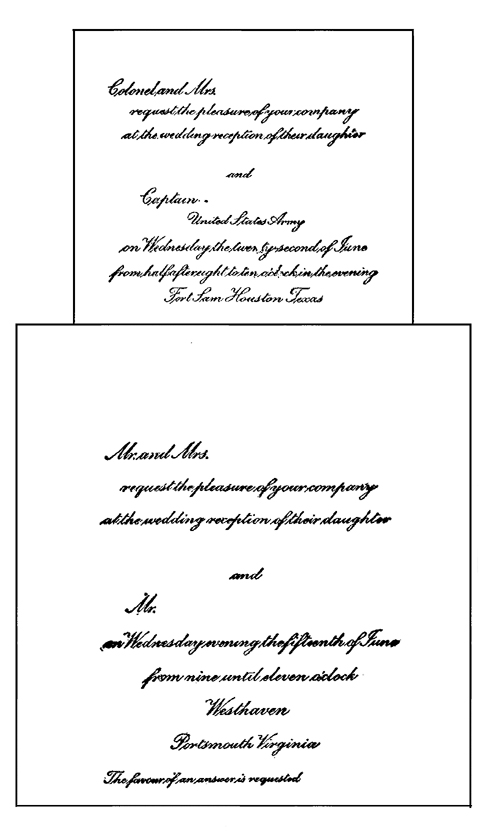 Colonel and Mrs.
request the pleasure of your company
at the wedding reception of their daughter
and
Captain
United States Army
on Wednesday, the twenty-second of June
from half after eight to ten o'clock in the evening
Fort Sam Houston Texas
Mr. and Mrs.
request the pleasure of your company
at the wedding reception of their daughter
and
Mr.
on Wednesday evening, the fifteenth of June
from nine until eleven o'clock
Westhaven
Portsmouth Virginia
The favour of an answer is requested